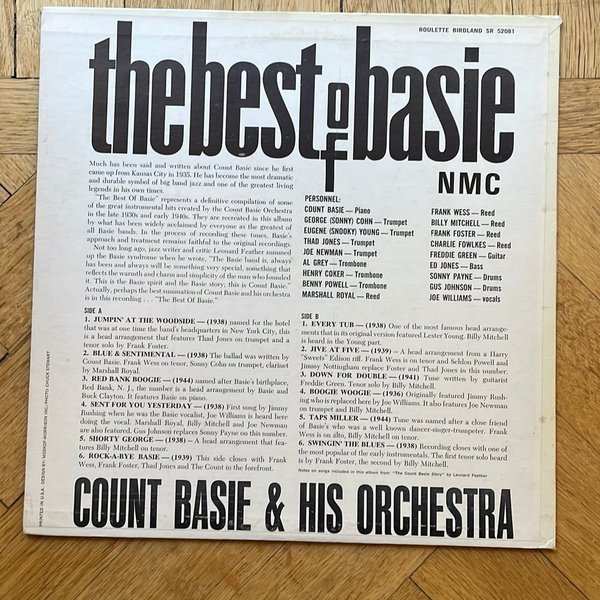 ROULETTE BIRDLAND SR 52081
the best of basie
NMC
Much has been said and written about Count Basie since he first
came up from Kansas City in 1935. He has become the most dramatic
and durable symbol of big band jazz and one of the greatest living
legends in his own times.
"The Best Of Basie" represents a definitive compilation of some
of the great instrumental hits created by the Count Basie Orchestra
in the late 1930s and early 1940s. They are recreated in this album
by what has been widely acclaimed by everyone as the greatest of
all Basie bands. In the process of recording these tunes, Basie's
approach and treatment remains faithful to the original recordings.
Not too long ago, jazz writer and critic Leonard Feather summed
up the Basie syndrome when he wrote, "The Basie band is, always
has been and always will be something very special, something that
reflects the warmth and charm and simplicity of the man who founded
it. This is the Basie spirit and the Basie story; this is Count Basie."
Actually, perhaps the best summation of Count Basie and his orchestra
is in this recording . . . "The Best Of Basie."
PERSONNEL:
COUNT BASIE — Piano
GEORGE (SONNY) COHN — Trumpet
EUGENE (SNOOKY) YOUNG — Trumpet
THAD JONES — Trumpet
JOE NEWMAN — Trumpet
AL GREY — Trombone
HENRY COKER — Trombone
BENNY POWELL — Trombone
MARSHALL ROYAL — Reed
FRANK WESS — Reed
BILLY MITCHELL — Reed
FRANK FOSTER — Reed
CHARLIE FOWLKES — Reed
FREDDIE GREEN — Guitar
ED JONES — Bass
SONNY PAYNE — Drums
GUS JOHNSON — Drums
JOE WILLIAMS — vocals
SIDE A
1. JUMPIN' AT THE WOODSIDE — (1938) named for the hotel
that was at one time the band's headquarters in New York City, this
is a head arrangement that features Thad Jones on trumpet and a
tenor solo by Frank Foster.
2. BLUE & SENTIMENTAL — (1938) The ballad was written by
Count Basie. Frank Wess on tenor, Sonny Cohn on trumpet, clarinet
by Marshall Royal.
3. RED BANK BOOGIE — (1944) named after Basie's birthplace,
Red Bank, N. J., the number is a head arrangement by Basie and
Buck Clayton. It features Basie on piano.
4. SENT FOR YOU YESTERDAY — (1938) First sung by Jimmy
Rushing when he was the Basie vocalist, Joe Williams is heard here
doing the vocal. Marshall Royal, Billy Mitchell and Joe Newman
are also featured. Gus Johnson replaces Sonny Payne on this number.
5. SHORTY GEORGE — (1938) — A head arrangement that fea-
tures Billy Mitchell on tenor.
6. ROCK-A-BYE BASIE — (1939) This side closes with Frank
Wess, Frank Foster, Thad Jones and The Count in the forefront.
SIDE B
1. EVERY TUB — (1938) One of the most famous head arrange-
ments that in its original version featured Lester Young. Billy Mitchell
is heard in the Young part.
2. JIVE AT FIVE — (1939) — A head arrangement from a Harry
"Sweets" Edison riff. Frank Wess is on tenor and Seldon Powell and
Jimmy Nottingham replace Foster and Thad Jones in this number.
3. DOWN FOR DOUBLE — (1941) Tune written by guitarist
Freddie Green. Tenor solo by Billy Mitchell.
4. BOOGIE WOOGIE — (1936) Originally featured Jimmy Rush-
ing who is replaced here by Joe Williams. It also features Joe Newman
on trumpet and Billy Mitchell on tenor.
5. TAPS MILLER — (1944) Tune was named after a close friend
of Basie's who was a well known dancer-singer-trumpeter. Frank
Wess is on alto, Billy Mitchell on tenor.
6. SWINGIN' THE BLUES — (1938) Recording closes with one of
the most popular of the early instrumentals. The first tenor solo heard
is by Frank Foster, the second by Billy Mitchell.
Notes on songs included in this album from "The Count Basie Story" by Leonard Feather
COUNT BASIE & HIS ORCHESTRA
PRINTED IN U.S.A. DESIGN BY: MOSKOF-MORRISON INC./PHOTO: CHUCK STEWART